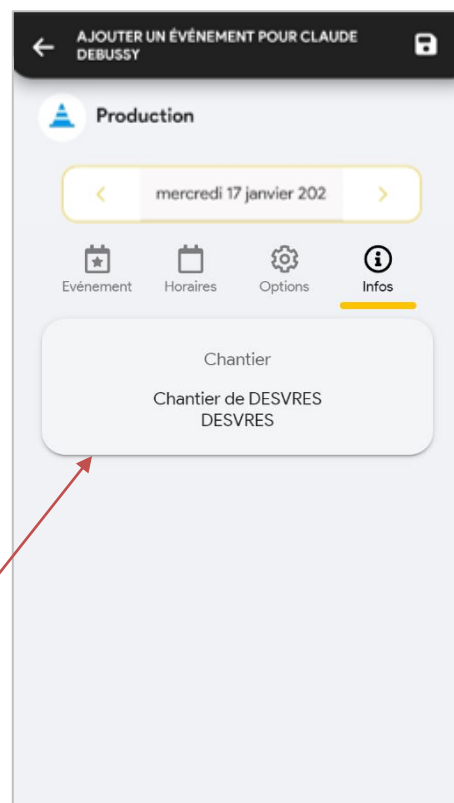 AJOUTER UN ÉVÉNEMENT POUR CLAUDE
DEBUSSY
Production
mercredi 17 janvier 202
Evénement Horaires Options Infos
Chantier
Chantier de DESVRES
DESVRES